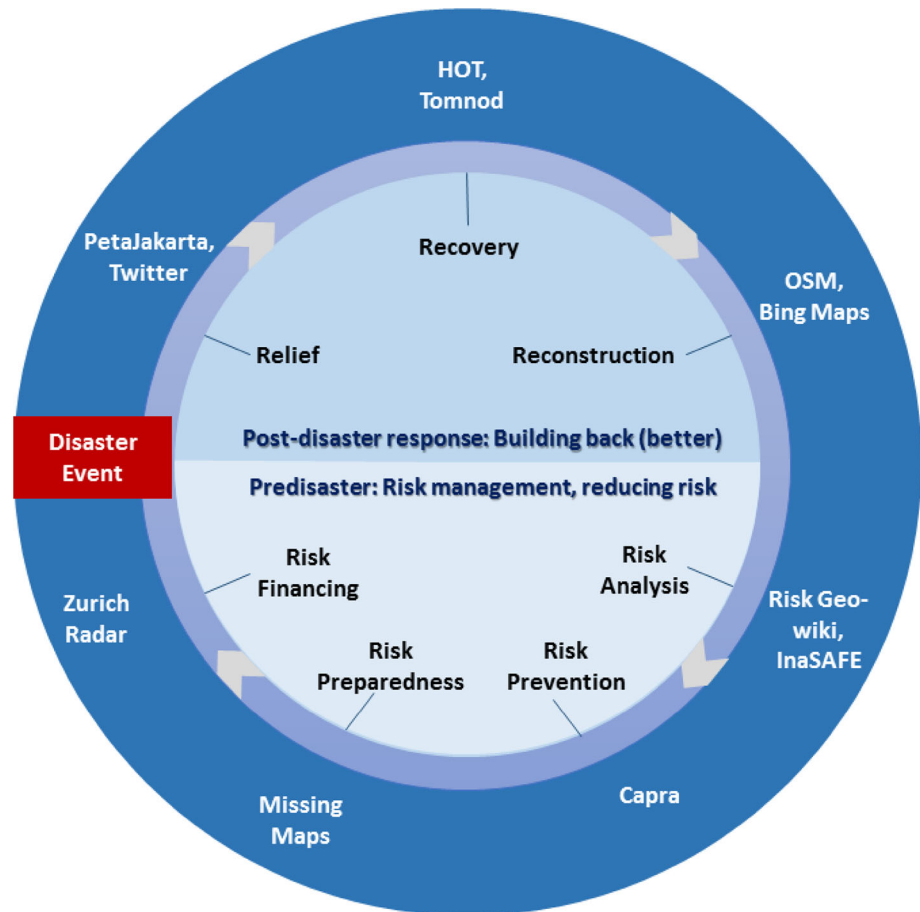 HOT,
Tomnod
PetaJakarta,
Twitter
Recovery
OSM,
Bing Maps
Relief
Reconstruction
Disaster
Event
Post-disaster response: Building back (better)
Predisaster: Risk management, reducing risk
Risk
Financing
Risk
Analysis
Zurich
Radar
Risk Geo-
wiki,
InaSAFE
Risk
Preparedness
Risk
Prevention
Missing
Maps
Capra